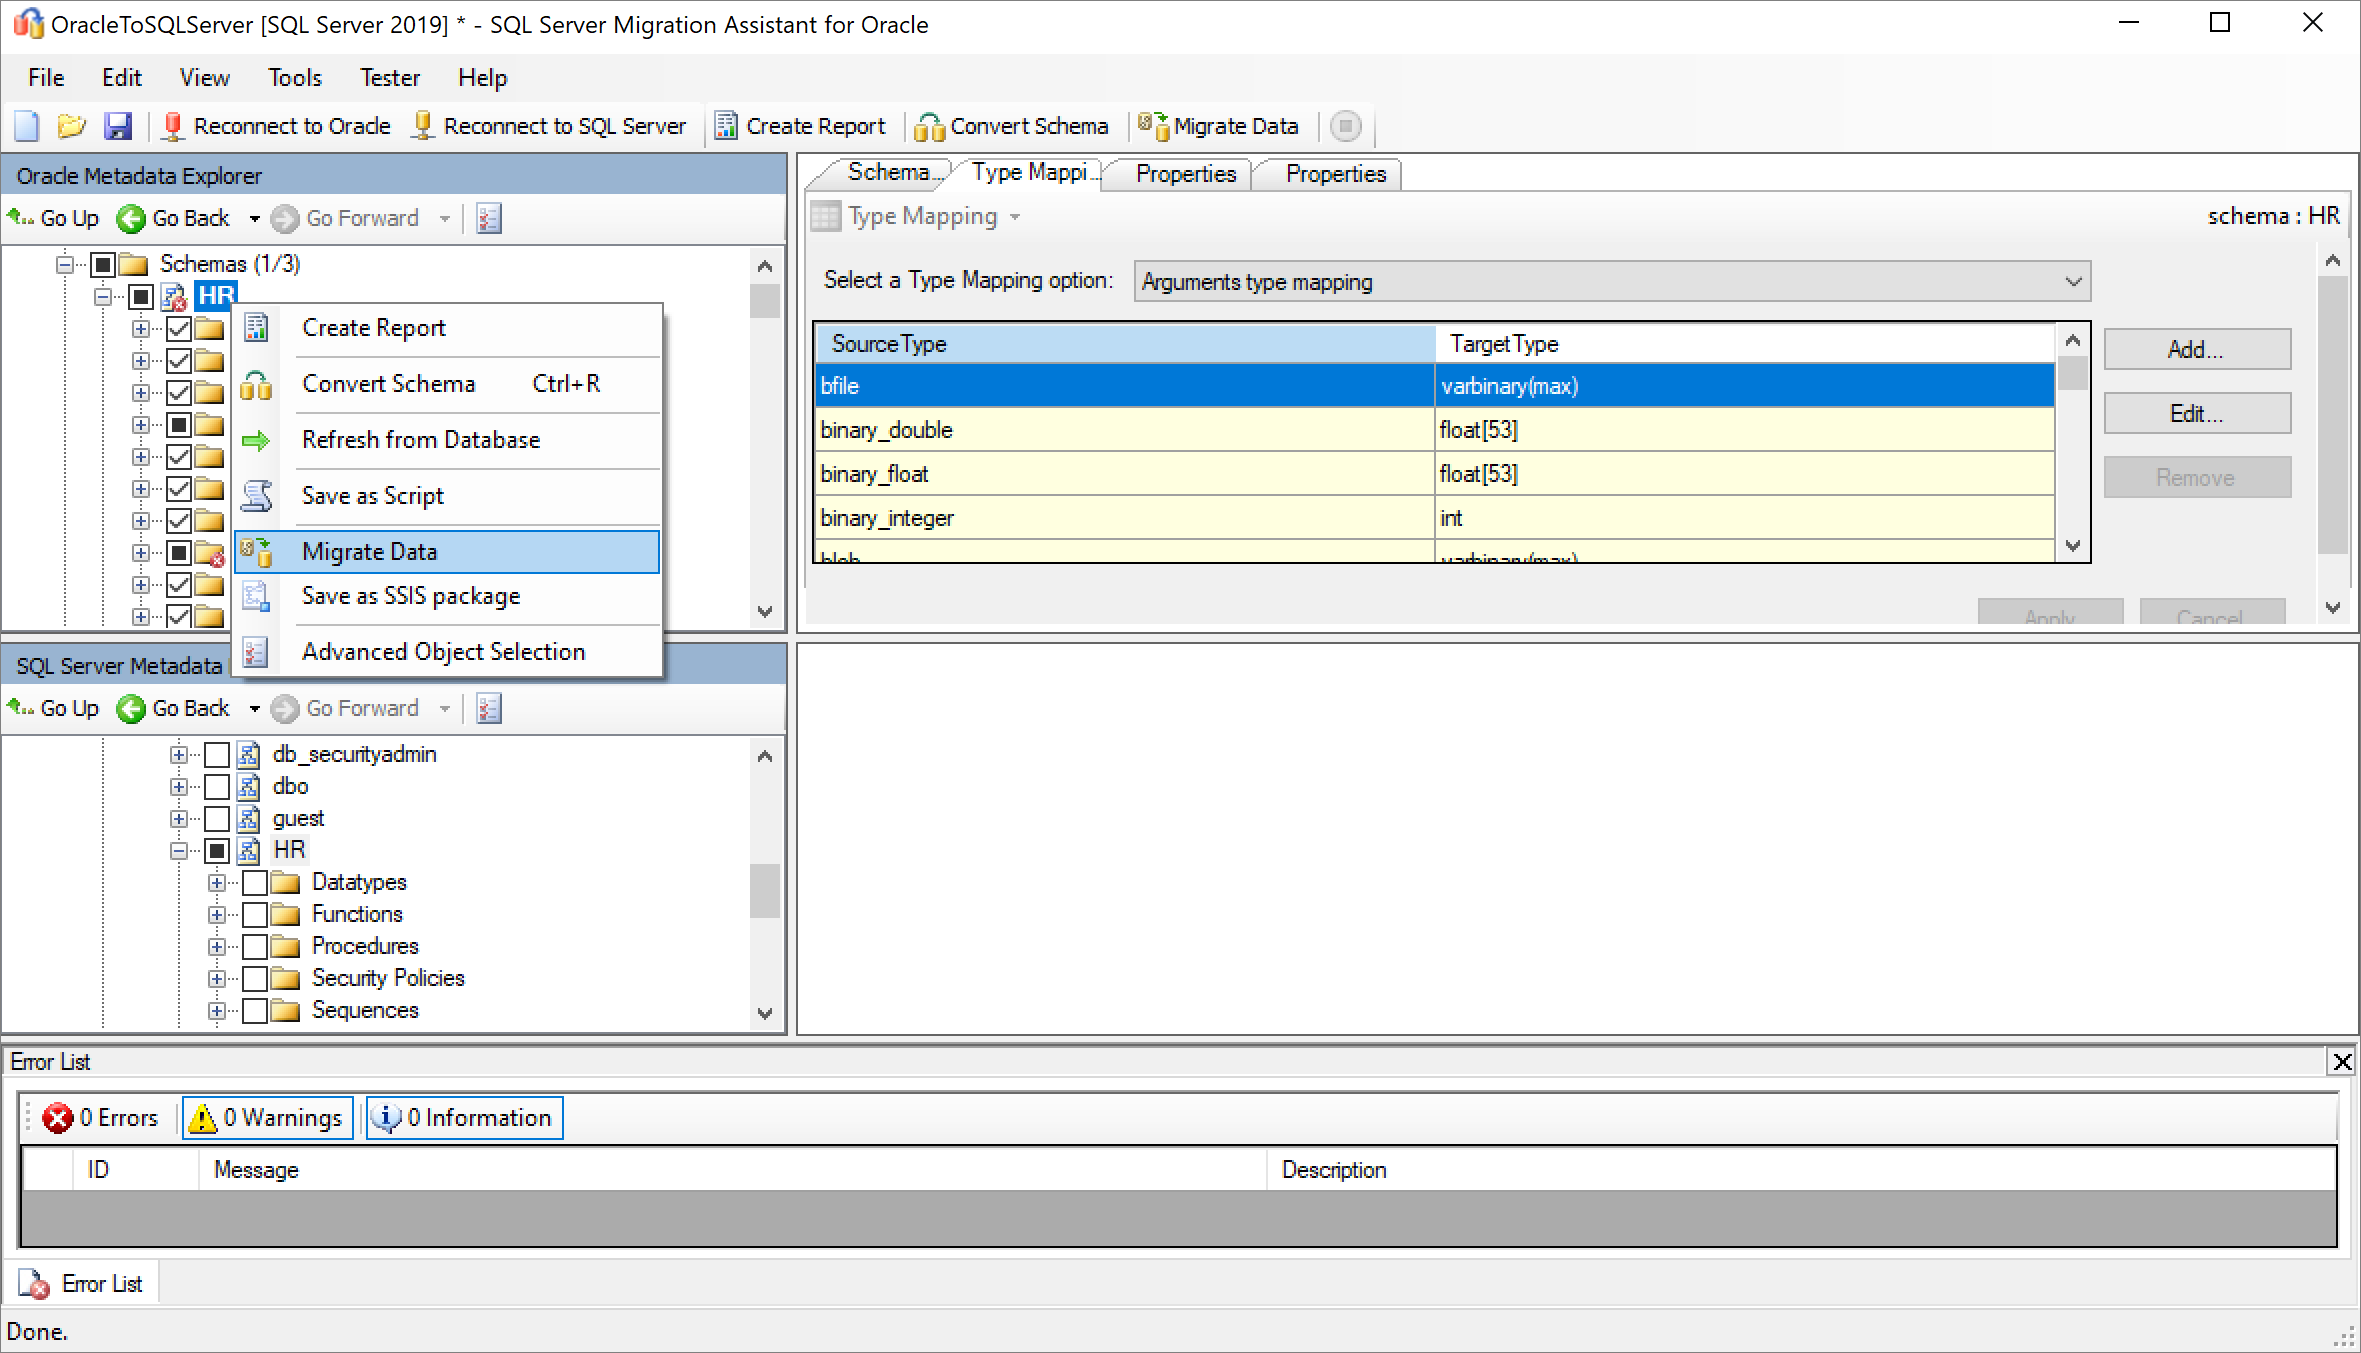 OracleToSQLServer [SQL Server 2019] * - SQL Server Migration Assistant for Oracle
File Edit View Tools Tester Help
Reconnect to Oracle Reconnect to SQL Server Create Report Convert Schema Migrate Data
Oracle Metadata Explorer
Go Up Go Back Go Forward
Schemas (1/3)
HR
Create Report
Convert Schema Ctrl+R
Refresh from Database
Save as Script
Migrate Data
Save as SSIS package
Advanced Object Selection
Schema... Type Mappi... Properties Properties
Type Mapping schema : HR
Select a Type Mapping option: Arguments type mapping
Source Type Target Type
bfile varbinary(max)
binary_double float[53]
binary_float float[53]
binary_integer int
blob varbinary(max)
Add...
Edit...
Remove
Apply Cancel
SQL Server Metadata
Go Up Go Back Go Forward
db_securityadmin
dbo
guest
HR
Datatypes
Functions
Procedures
Security Policies
Sequences
Error List
0 Errors 0 Warnings 0 Information
ID Message Description
Error List
Done.